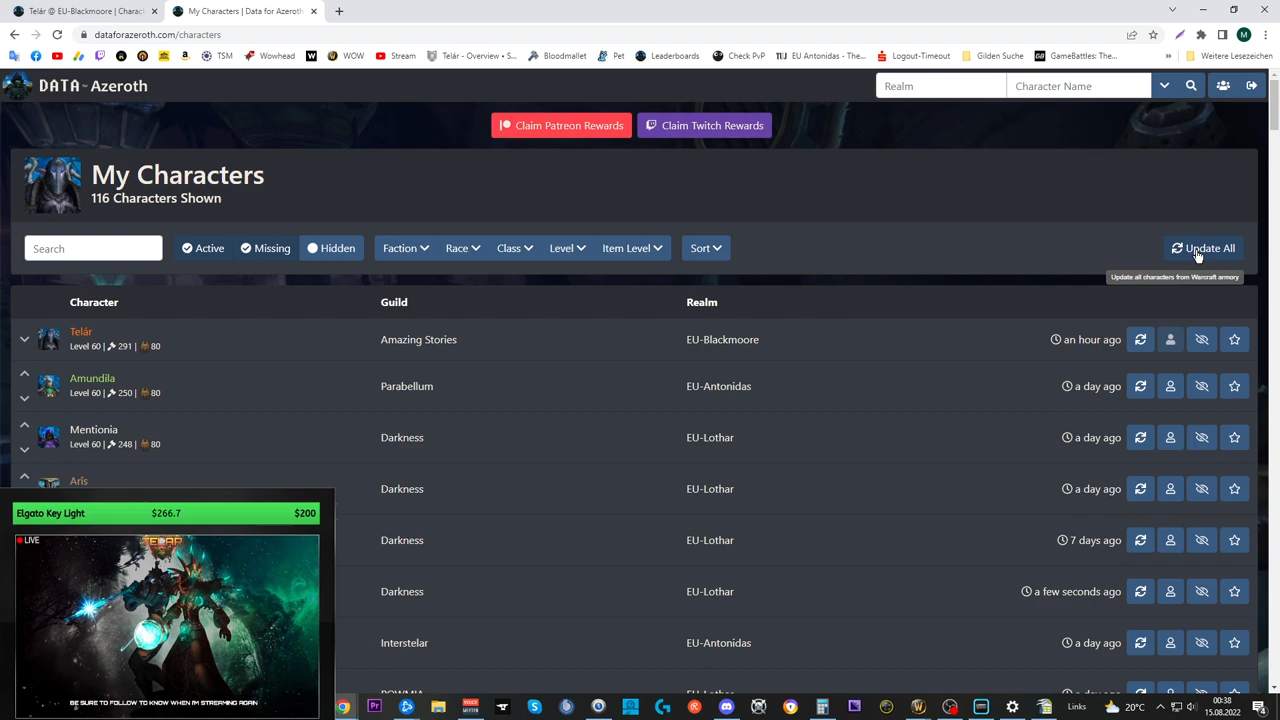 Telár @ EU-Blackmoore | Charact
My Characters | Data for Azeroth
dataforazeroth.com/characters
TSM
Wowhead
WOW
Stream
Telár - Overview • S...
Bloodmallet
Pet
Leaderboards
Check PvP
EU Antonidas - The...
Logout-Timeout
Gilden Suche
GameBattles: The...
»
Weitere Lesezeichen
DATA for Azeroth
Realm
Character Name
Claim Patreon Rewards
Claim Twitch Rewards
My Characters
116 Characters Shown
Search
Active
Missing
Hidden
Faction
Race
Class
Level
Item Level
Sort
Update All
Update all characters from Warcraft armory
Character
Guild
Realm
Telár
Level 60 | 291 | 80
Amazing Stories
EU-Blackmoore
an hour ago
Amundila
Level 60 | 250 | 80
Parabellum
EU-Antonidas
a day ago
Mentionia
Level 60 | 248 | 80
Darkness
EU-Lothar
a day ago
Arîs
Darkness
EU-Lothar
a day ago
Darkness
EU-Lothar
7 days ago
Darkness
EU-Lothar
a few seconds ago
Interstelar
EU-Antonidas
a day ago
Elgato Key Light
$266.7
$200
LIVE
TELAR
BE SURE TO FOLLOW TO KNOW WHEN I'M STREAMING AGAIN
Links
20°C
00:38
15.08.2022